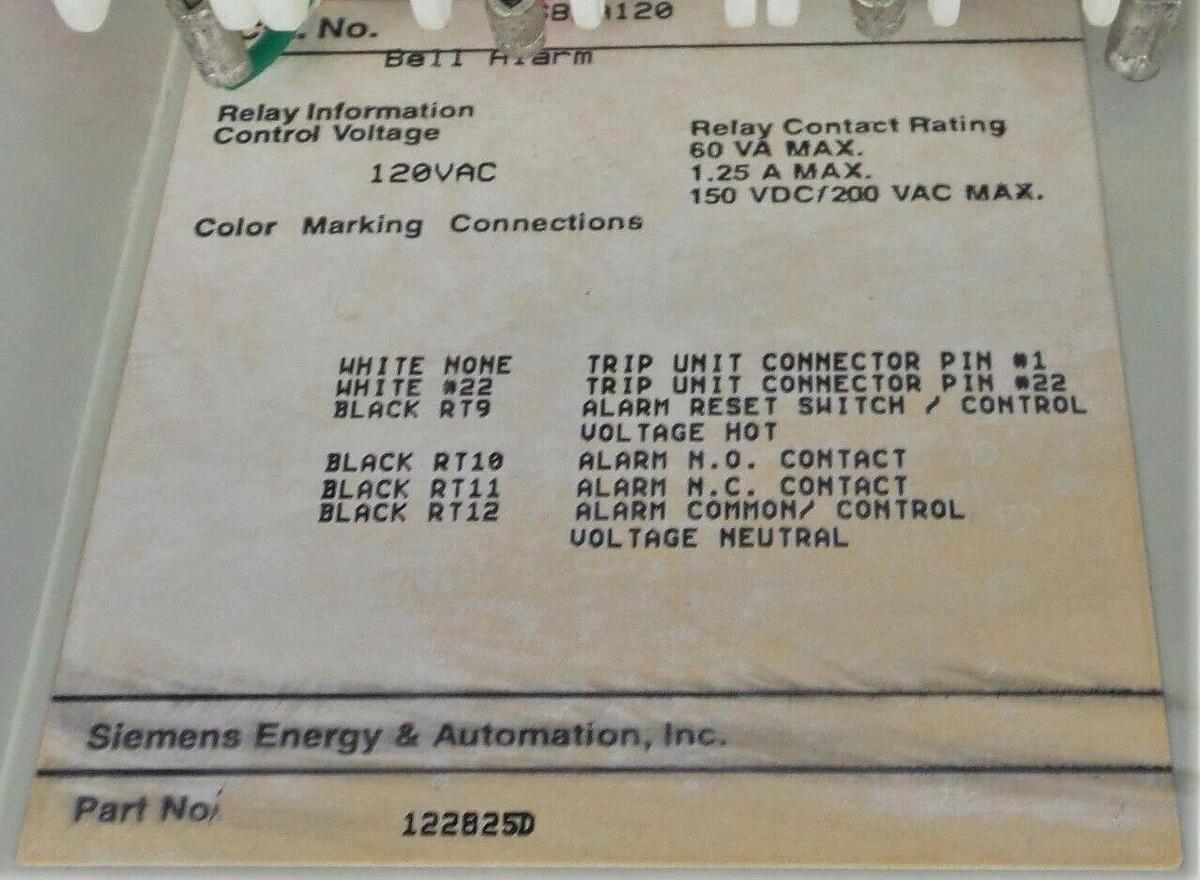 No.
Bell Alarm
Relay Information
Control Voltage
120VAC
Relay Contact Rating
60 VA MAX.
1.25 A MAX.
150 VDC/200 VAC MAX.
Color Marking Connections
WHITE NONE TRIP UNIT CONNECTOR PIN #1
WHITE #22 TRIP UNIT CONNECTOR PIN #22
BLACK RT9 ALARM RESET SWITCH / CONTROL
VOLTAGE HOT
BLACK RT10 ALARM N.O. CONTACT
BLACK RT11 ALARM N.C. CONTACT
BLACK RT12 ALARM COMMON/ CONTROL
VOLTAGE NEUTRAL
Siemens Energy & Automation, Inc.
Part No.
122825D